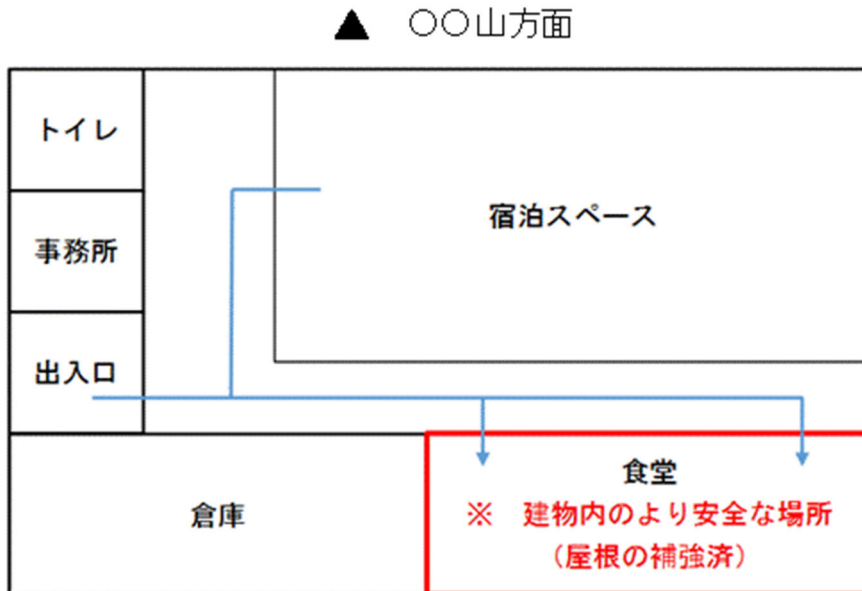 ▲ ○○山方面
トイレ
宿泊スペース
事務所
出入口
倉庫
食堂
※ 建物内のより安全な場所
（屋根の補強済）